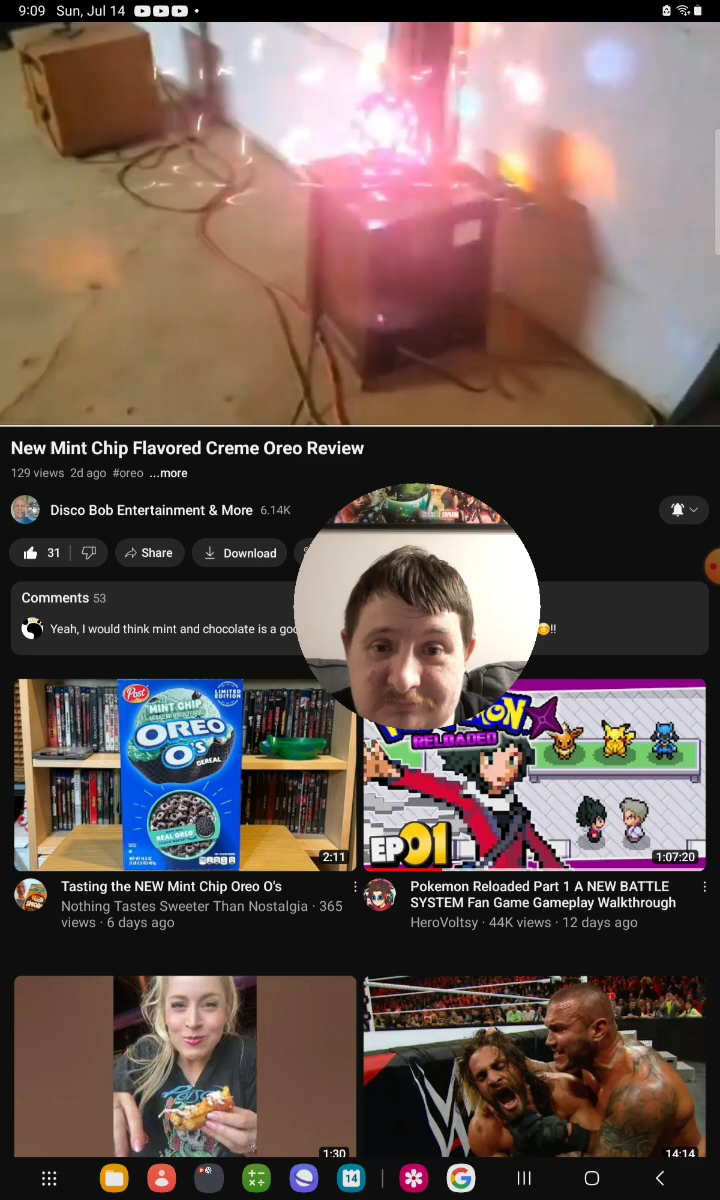 9:09 Sun, Jul 14
New Mint Chip Flavored Creme Oreo Review
129 views 2d ago #oreo ...more
Disco Bob Entertainment & More 6.14K
31
Share
Download
Comments 53
Yeah, I would think mint and chocolate is a goo 😋!!
Post
LIMITED EDITION
MINT CHIP
OREO
O'S
CEREAL
REAL OREO
2:11
RELOADED
EP01
1:07:20
Tasting the NEW Mint Chip Oreo O's
Nothing Tastes Sweeter Than Nostalgia · 365
views · 6 days ago
Pokemon Reloaded Part 1 A NEW BATTLE
SYSTEM Fan Game Gameplay Walkthrough
HeroVoltsy · 44K views · 12 days ago
Poison
1:30
14:14
14